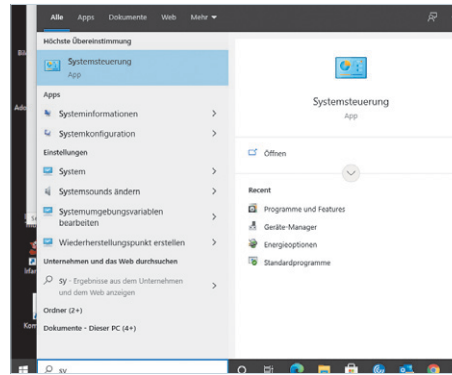 Alle Apps Dokumente Web Mehr
Höchste Übereinstimmung
Systemsteuerung
App
Apps
Systeminformationen
Systemkonfiguration
Einstellungen
System
Systemsounds ändern
Systemumgebungsvariablen
bearbeiten
Wiederherstellungspunkt erstellen
Unternehmen und das Web durchsuchen
sy - Ergebnisse aus dem Unternehmen
und dem Web anzeigen
Ordner (2+)
Dokumente - Dieser PC (4+)
sy
Systemsteuerung
App
Öffnen
Recent
Programme und Features
Geräte-Manager
Energieoptionen
Standardprogramme